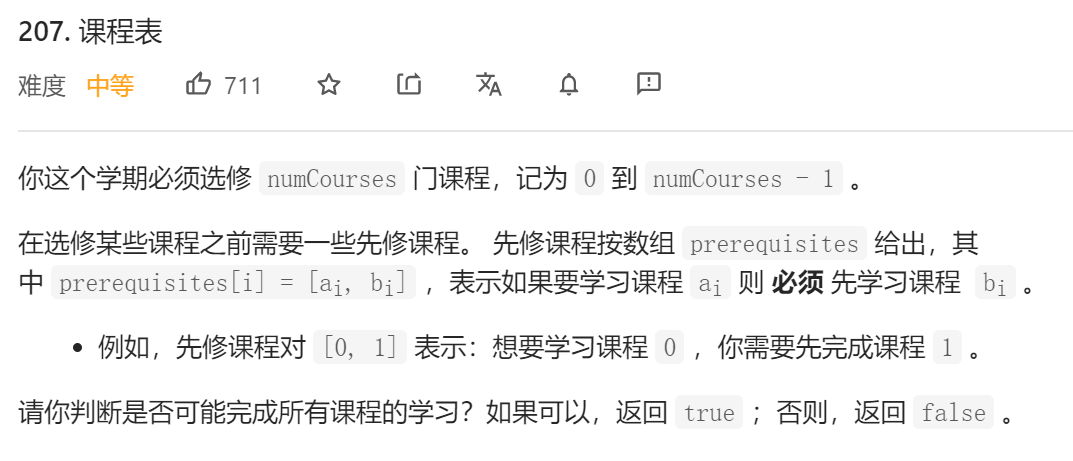 207. 课程表
难度 中等 711
你这个学期必须选修 numCourses 门课程，记为 0 到 numCourses - 1 。
在选修某些课程之前需要一些先修课程。 先修课程按数组 prerequisites 给出，其
中 prerequisites[i] = [ai, bi] ，表示如果要学习课程 ai 则 必须 先学习课程 bi 。
• 例如，先修课程对 [0, 1] 表示：想要学习课程 0 ，你需要先完成课程 1 。
请你判断是否可能完成所有课程的学习？如果可以，返回 true ；否则，返回 false 。